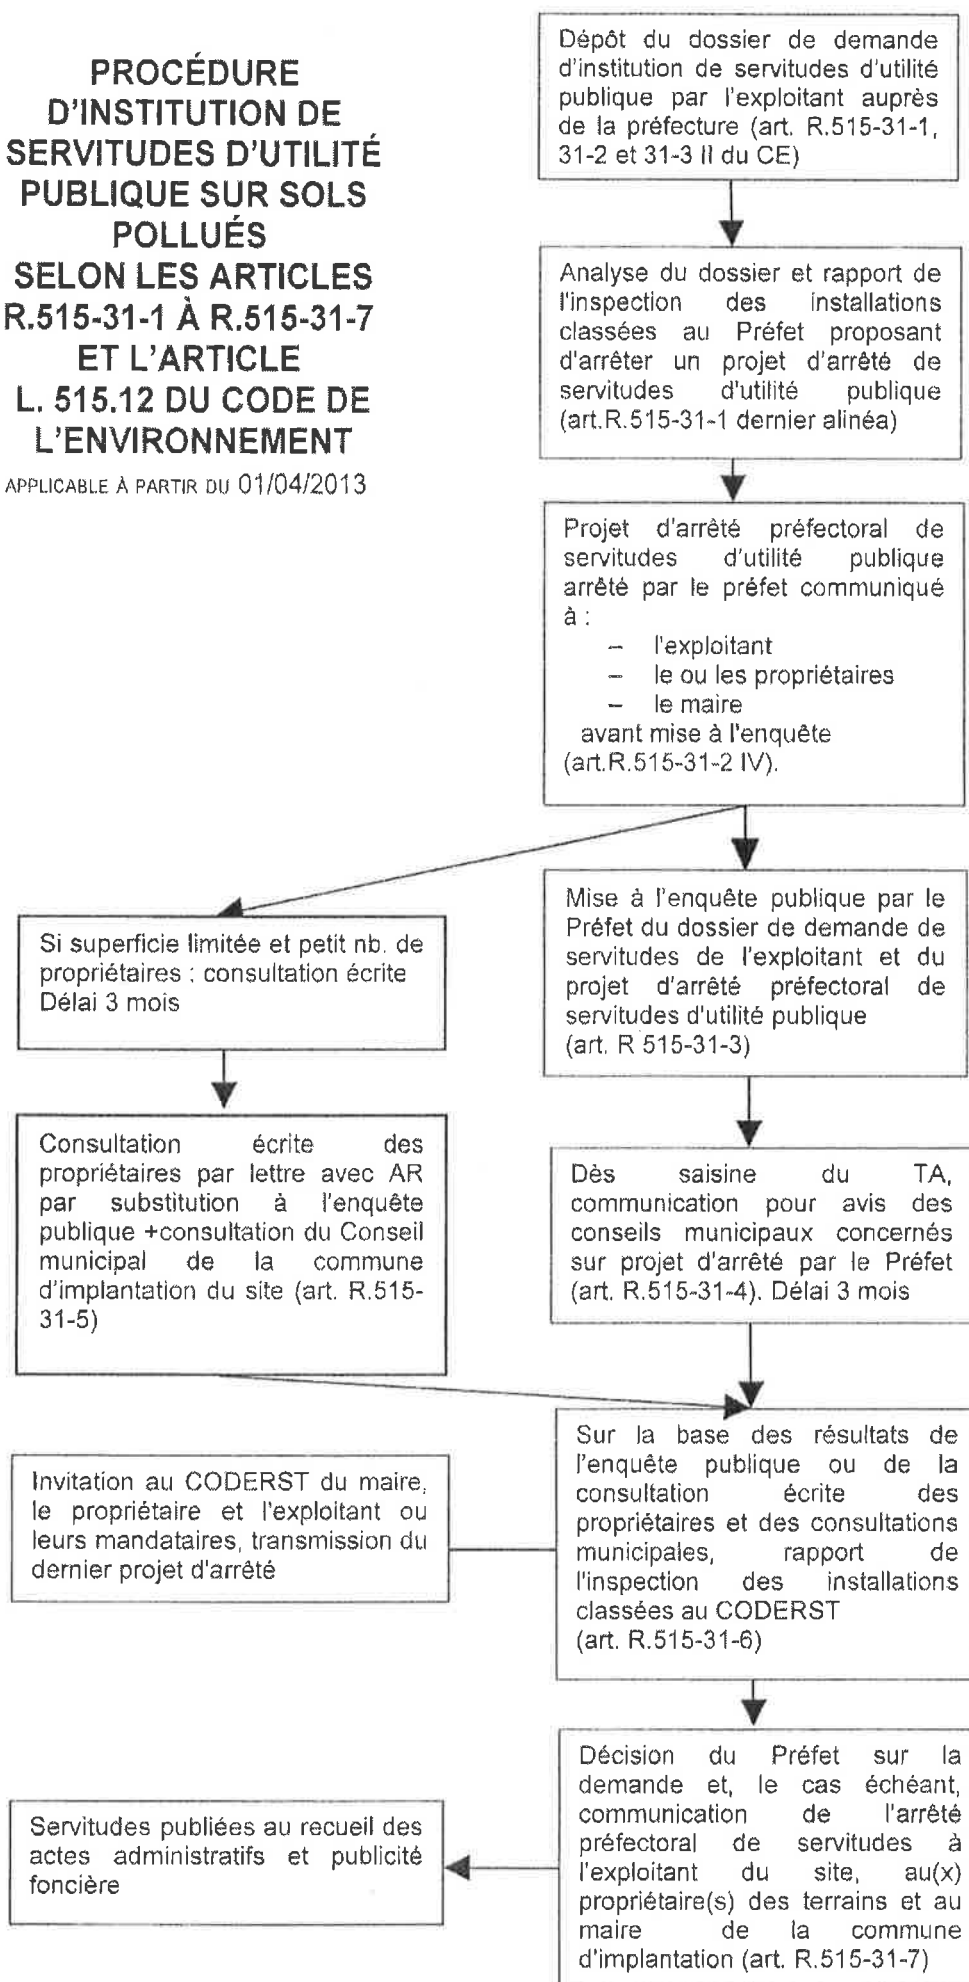 PROCÉDURE
D'INSTITUTION DE
SERVITUDES D'UTILITÉ
PUBLIQUE SUR SOLS
POLLUÉS
SELON LES ARTICLES
R.515-31-1 À R.515-31-7
ET L'ARTICLE
L. 515.12 DU CODE DE
L'ENVIRONNEMENT
APPLICABLE À PARTIR DU 01/04/2013
Dépôt du dossier de demande
d'institution de servitudes d'utilité
publique par l'exploitant auprès
de la préfecture (art. R.515-31-1,
31-2 et 31-3 II du CE)
Analyse du dossier et rapport de
l'inspection des installations
classées au Préfet proposant
d'arrêter un projet d'arrêté de
servitudes d'utilité publique
(art.R.515-31-1 dernier alinéa)
Projet d'arrêté préfectoral de
servitudes d'utilité publique
arrêté par le préfet communiqué
à :
– l'exploitant
– le ou les propriétaires
– le maire
avant mise à l'enquête
(art.R.515-31-2 IV).
Si superficie limitée et petit nb. de
propriétaires : consultation écrite
Délai 3 mois
Mise à l'enquête publique par le
Préfet du dossier de demande de
servitudes de l'exploitant et du
projet d'arrêté préfectoral de
servitudes d'utilité publique
(art. R 515-31-3)
Consultation écrite des
propriétaires par lettre avec AR
par substitution à l'enquête
publique +consultation du Conseil
municipal de la commune
d'implantation du site (art. R.515-
31-5)
Dès saisine du TA,
communication pour avis des
conseils municipaux concernés
sur projet d'arrêté par le Préfet
(art. R.515-31-4). Délai 3 mois
Invitation au CODERST du maire,
le propriétaire et l'exploitant ou
leurs mandataires, transmission du
dernier projet d'arrêté
Sur la base des résultats de
l'enquête publique ou de la
consultation écrite des
propriétaires et des consultations
municipales, rapport de
l'inspection des installations
classées au CODERST
(art. R.515-31-6)
Décision du Préfet sur la
demande et, le cas échéant,
communication de l'arrêté
préfectoral de servitudes à
l'exploitant du site, au(x)
propriétaire(s) des terrains et au
maire de la commune
d'implantation (art. R.515-31-7)
Servitudes publiées au recueil des
actes administratifs et publicité
foncière